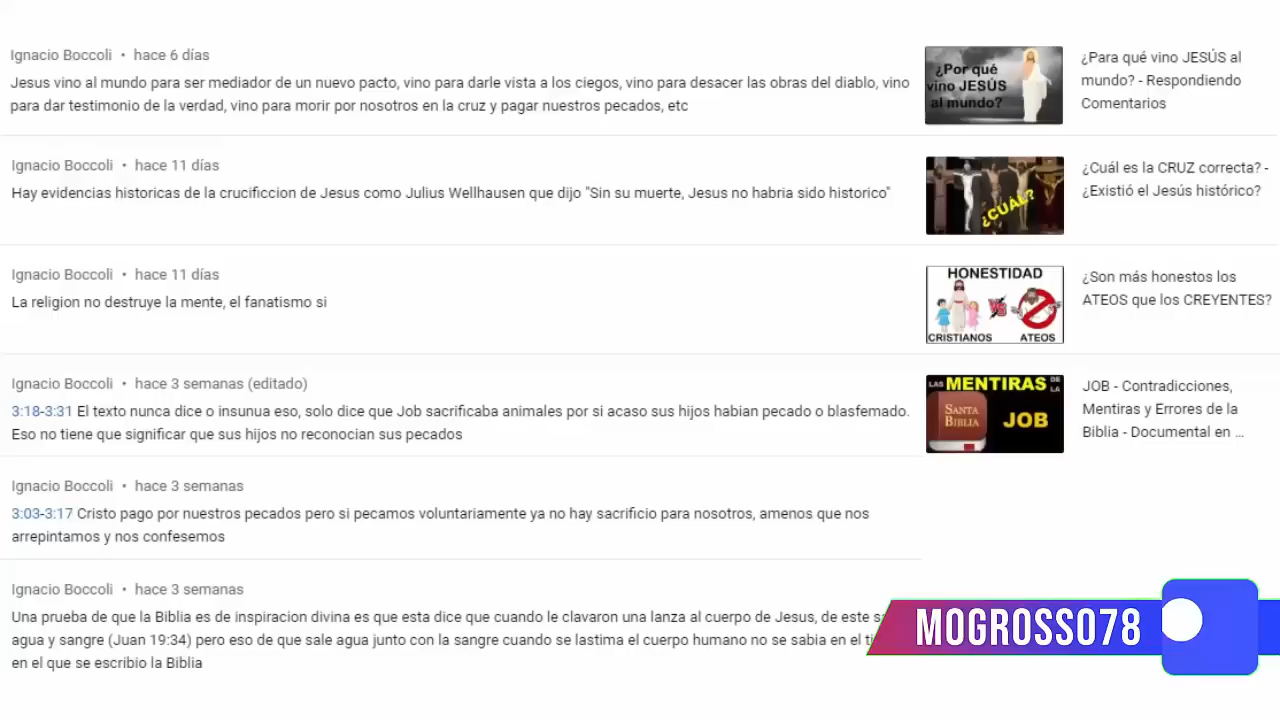 Ignacio Boccoli • hace 6 días
Jesus vino al mundo para ser mediador de un nuevo pacto, vino para darle vista a los ciegos, vino para desacer las obras del diablo, vino
para dar testimonio de la verdad, vino para morir por nosotros en la cruz y pagar nuestros pecados, etc
¿Por qué
vino JESÚS
al mundo?
¿Para qué vino JESÚS al
mundo? - Respondiendo
Comentarios
Ignacio Boccoli • hace 11 días
Hay evidencias historicas de la crucificcion de Jesus como Julius Wellhausen que dijo "Sin su muerte, Jesus no habria sido historico"
¿CUÁL?
¿Cuál es la CRUZ correcta? -
¿Existió el Jesús histórico?
Ignacio Boccoli • hace 11 días
La religion no destruye la mente, el fanatismo si
HONESTIDAD
VS
CRISTIANOS ATEOS
¿Son más honestos los
ATEOS que los CREYENTES?
Ignacio Boccoli • hace 3 semanas (editado)
3:18-3:31 El texto nunca dice o insunua eso, solo dice que Job sacrificaba animales por si acaso sus hijos habian pecado o blasfemado.
Eso no tiene que significar que sus hijos no reconocian sus pecados
LAS MENTIRAS DE LA
SANTA
BIBLIA
JOB
JOB - Contradicciones,
Mentiras y Errores de la
Biblia - Documental en ...
Ignacio Boccoli • hace 3 semanas
3:03-3:17 Cristo pago por nuestros pecados pero si pecamos voluntariamente ya no hay sacrificio para nosotros, amenos que nos
arrepintamos y nos confesemos
Ignacio Boccoli • hace 3 semanas
Una prueba de que la Biblia es de inspiracion divina es que esta dice que cuando le clavaron una lanza al cuerpo de Jesus, de este
agua y sangre (Juan 19:34) pero eso de que sale agua junto con la sangre cuando se lastima el cuerpo humano no se sabia en el
en el que se escribio la Biblia
MOGROSSO78